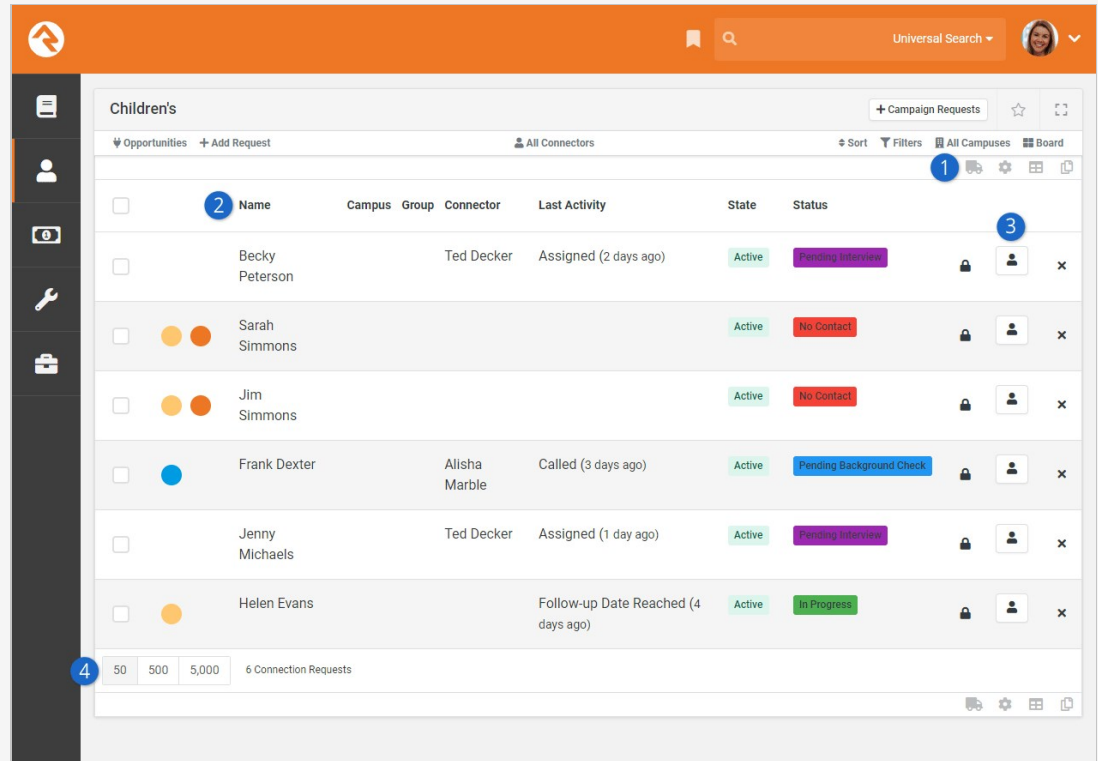 Universal Search
Children's
+ Campaign Requests
Opportunities + Add Request All Connectors Sort Filters All Campuses Board
1
2 Name Campus Group Connector Last Activity State Status
3
Becky Peterson Ted Decker Assigned (2 days ago) Active Pending Interview
Sarah Simmons Active No Contact
Jim Simmons Active No Contact
Frank Dexter Alisha Marble Called (3 days ago) Active Pending Background Check
Jenny Michaels Ted Decker Assigned (1 day ago) Active Pending Interview
Helen Evans Follow-up Date Reached (4 days ago) Active In Progress
4 50 500 5,000 6 Connection Requests